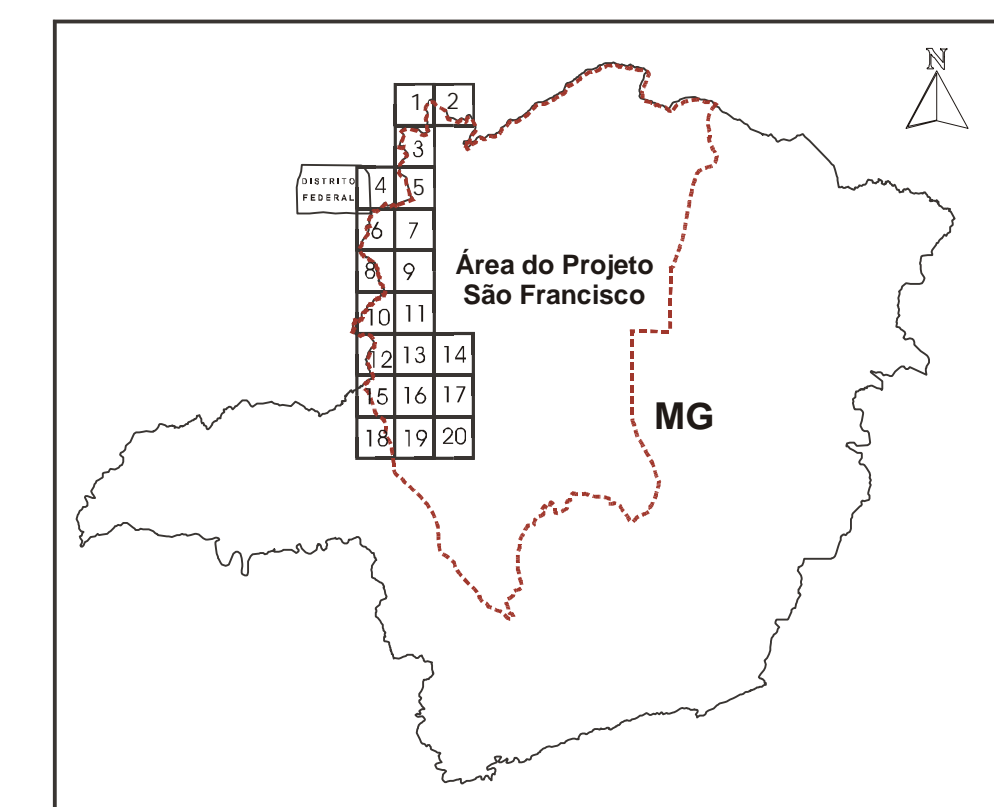 N
1 2
3
DISTRITO
FEDERAL
4 5
6 7
8 9
10 11
12 13 14
15 16 17
18 19 20
Área do Projeto
São Francisco
MG